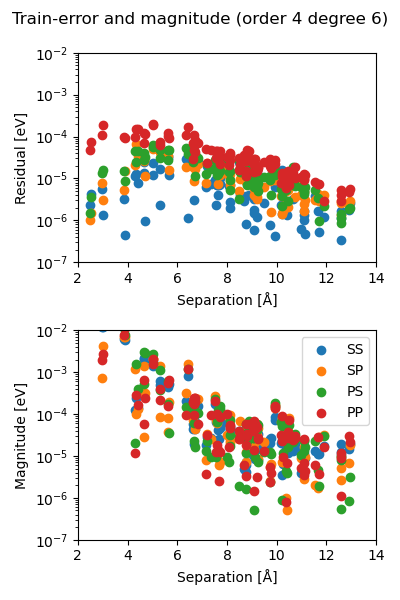 Train-error and magnitude (order 4 degree 6)
10⁻²
10⁻³
10⁻⁴
10⁻⁵
10⁻⁶
10⁻⁷
Residual [eV]
2 4 6 8 10 12 14
Separation [Å]
10⁻²
10⁻³
10⁻⁴
10⁻⁵
10⁻⁶
10⁻⁷
Magnitude [eV]
SS
SP
PS
PP
2 4 6 8 10 12 14
Separation [Å]